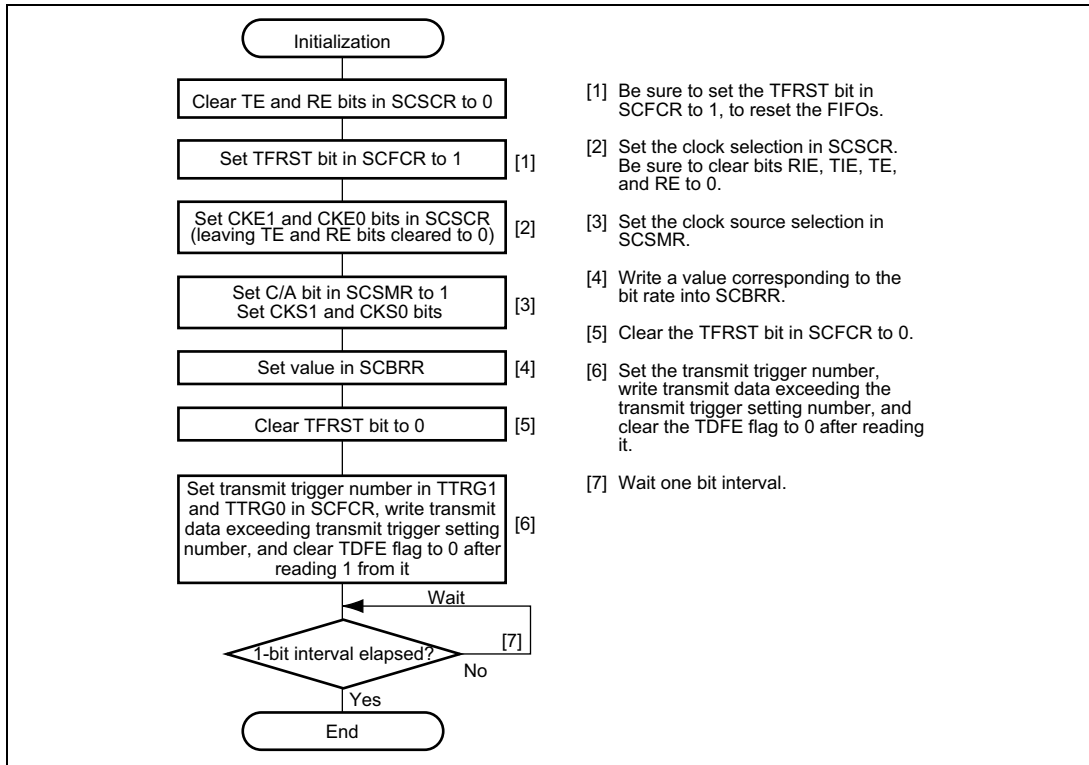 Initialization
Clear TE and RE bits in SCSCR to 0
Set TFRST bit in SCFCR to 1
[1]
Set CKE1 and CKE0 bits in SCSCR
(leaving TE and RE bits cleared to 0)
[2]
Set C/A bit in SCSMR to 1
Set CKS1 and CKS0 bits
[3]
Set value in SCBRR
[4]
Clear TFRST bit to 0
[5]
Set transmit trigger number in TTRG1
and TTRG0 in SCFCR, write transmit
data exceeding transmit trigger setting
number, and clear TDFE flag to 0 after
reading 1 from it
[6]
Wait
1-bit interval elapsed?
[7]
No
Yes
End
[1] Be sure to set the TFRST bit in
SCFCR to 1, to reset the FIFOs.
[2] Set the clock selection in SCSCR.
Be sure to clear bits RIE, TIE, TE,
and RE to 0.
[3] Set the clock source selection in
SCSMR.
[4] Write a value corresponding to the
bit rate into SCBRR.
[5] Clear the TFRST bit in SCFCR to 0.
[6] Set the transmit trigger number,
write transmit data exceeding the
transmit trigger setting number, and
clear the TDFE flag to 0 after reading
it.
[7] Wait one bit interval.